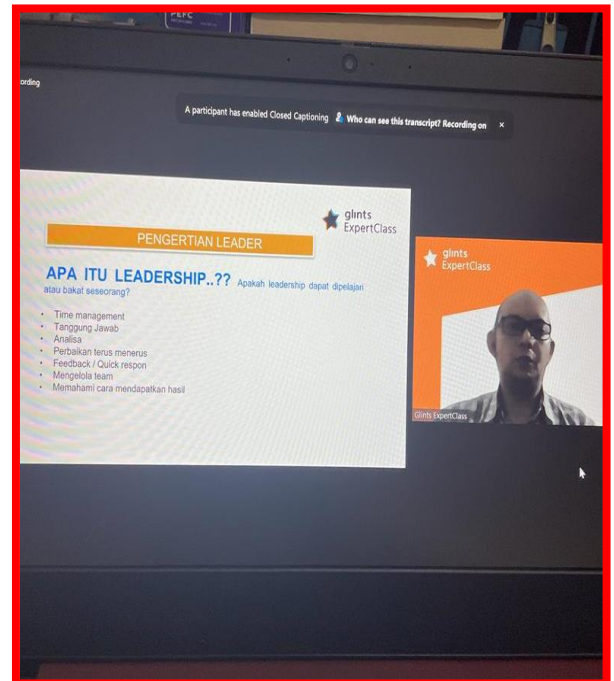 PEFC
ording
A participant has enabled Closed Captioning Who can see this transcript? Recording on ×
glints
ExpertClass
PENGERTIAN LEADER
APA ITU LEADERSHIP..?? Apakah leadership dapat dipelajari
atau bakat seseorang?
• Time management
• Tanggung Jawab
• Analisa
• Perbaikan terus menerus
• Feedback / Quick respon
• Mengelola team
• Memahami cara mendapatkan hasil
glints
ExpertClass
Glints ExpertClass